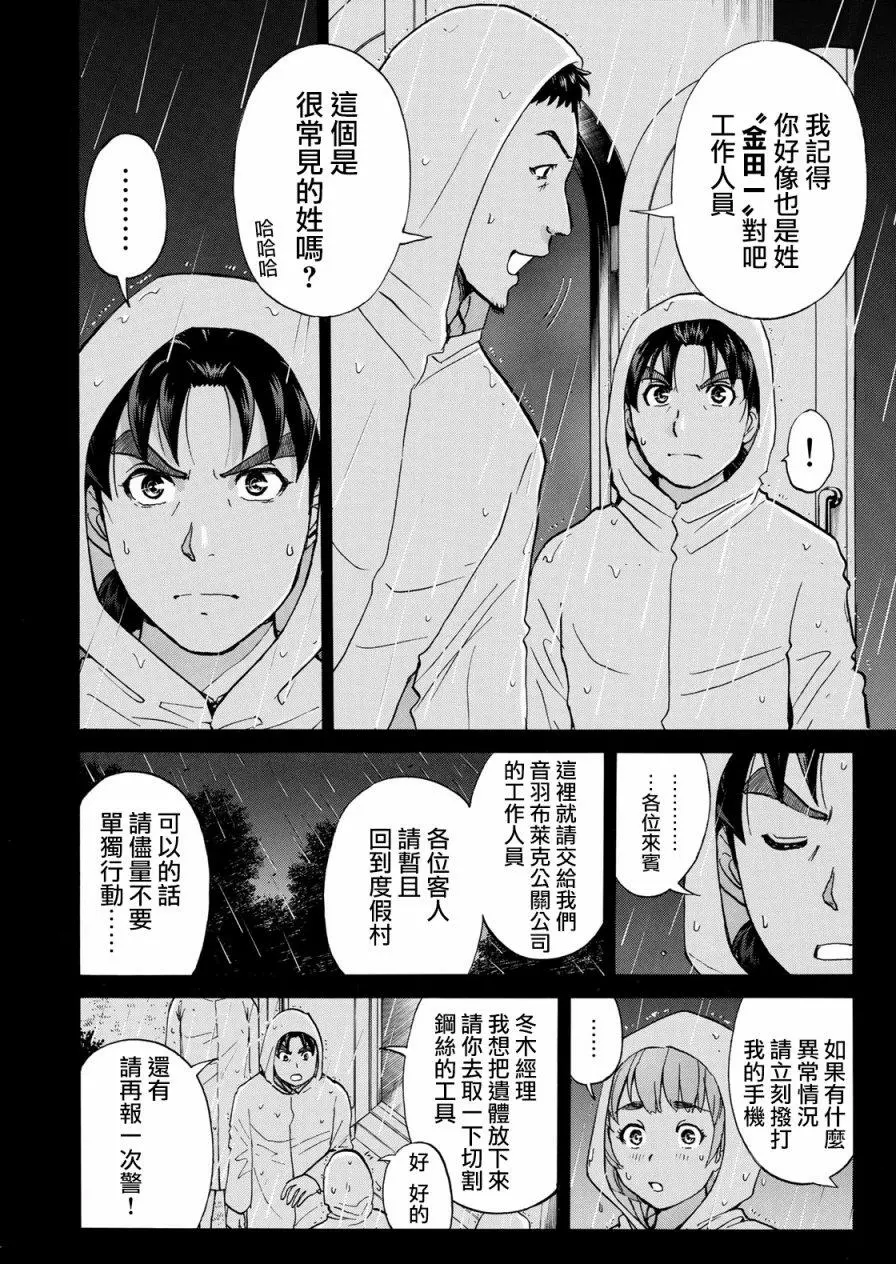 我記得
你好像也是姓
〝金田一〟對吧
工作人員
這個是
很常見的姓嗎？
哈哈哈
！
………
…………
…各位來賓
這裡就請交給我們
音羽布萊克公關公司
的工作人員
各位客人
請暫且
回到度假村
可以的話
請儘量不要
單獨行動……
如果有什麼
異常情況
請立刻撥打
我的手機
……
冬木經理
我想把遺體放下來
請你去取一下切割
鋼絲的工具
好 好的
還有
請再報一次警！